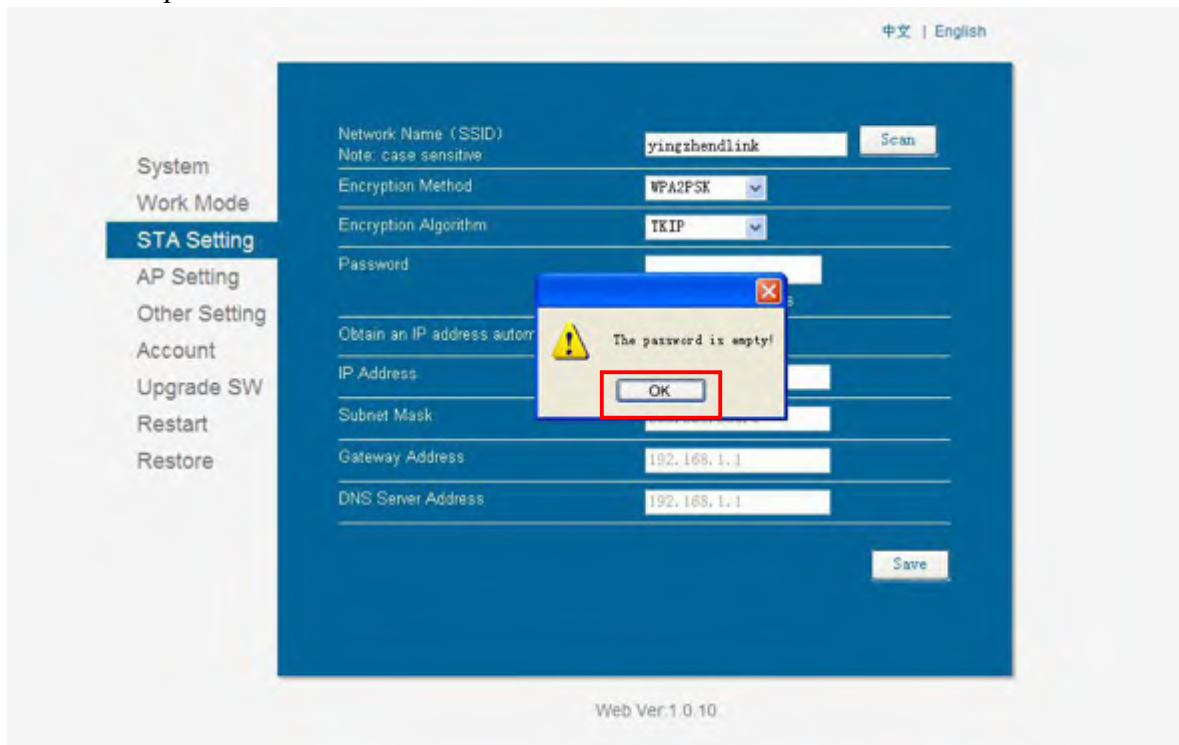 中文 | English
Network Name (SSID)
Note: case sensitive
yingzhendlink
Scan
System
Work Mode
STA Setting
AP Setting
Other Setting
Account
Upgrade SW
Restart
Restore
Encryption Method
WPA2PSK
Encryption Algorithm
TKIP
Password
Obtain an IP address autom
The password is empty!
OK
IP Address
Subnet Mask
Gateway Address
192.168.1.1
DNS Server Address
192.168.1.1
Save
Web Ver:1.0.10